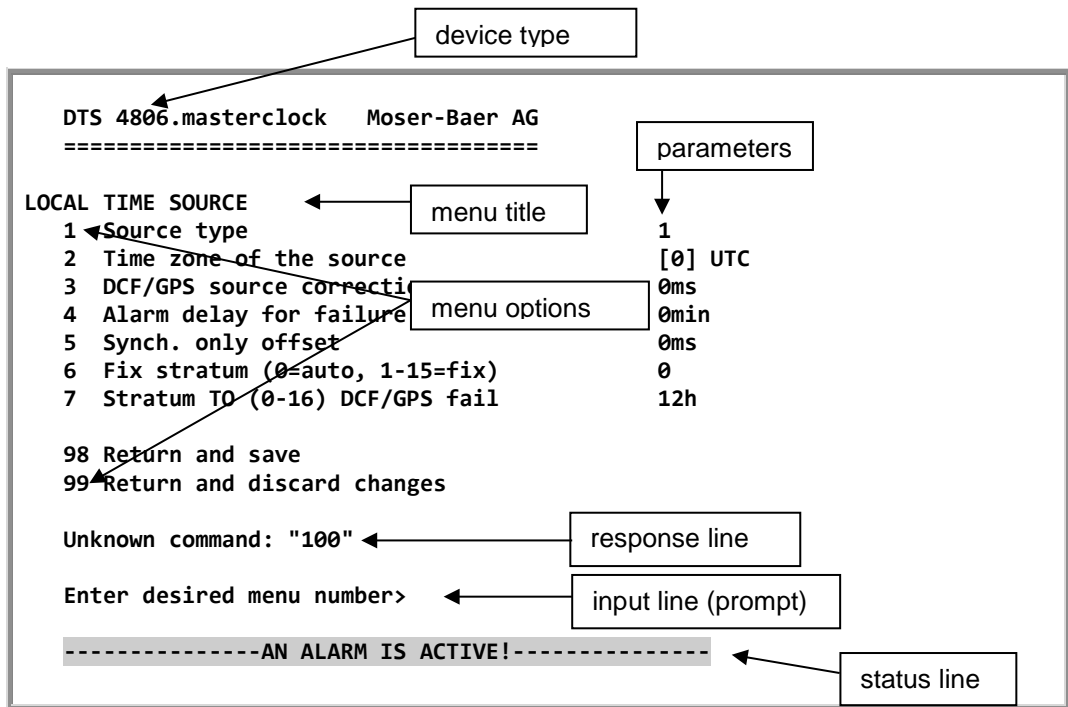 device type
DTS 4806.masterclock Moser-Baer AG
====================================
parameters
LOCAL TIME SOURCE
menu title
1 Source type 1
2 Time zone of the source [0] UTC
3 DCF/GPS source correctio 0ms
menu options
4 Alarm delay for failure 0min
5 Synch. only offset 0ms
6 Fix stratum (0=auto, 1-15=fix) 0
7 Stratum TO (0-16) DCF/GPS fail 12h
98 Return and save
99 Return and discard changes
Unknown command: "100"
response line
Enter desired menu number>
input line (prompt)
---------------AN ALARM IS ACTIVE!---------------
status line